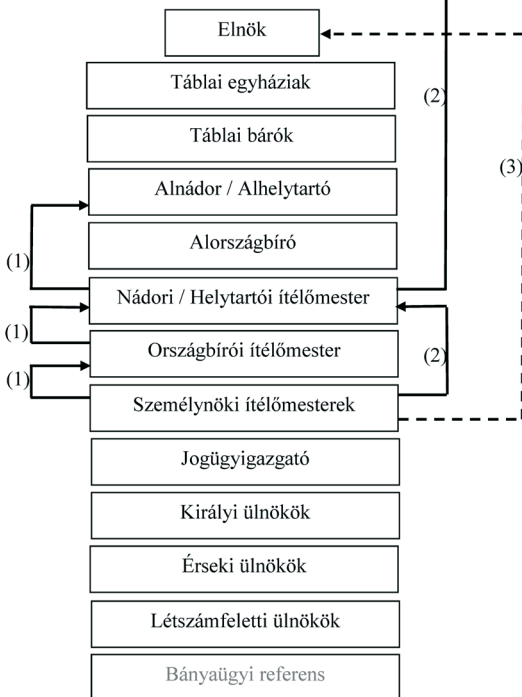 Elnök
Táblai egyháziak
(2)
Táblai bárók
(3)
Alnádor / Alhelytartó
Alországbíró
(1)
Nádori / Helytartói ítélőmester
(1)
Országbírói ítélőmester
(2)
(1)
Személynöki ítélőmesterek
Jogügyigazgató
Királyi ülnökök
Érseki ülnökök
Létszámfeletti ülnökök
Bányaügyi referens